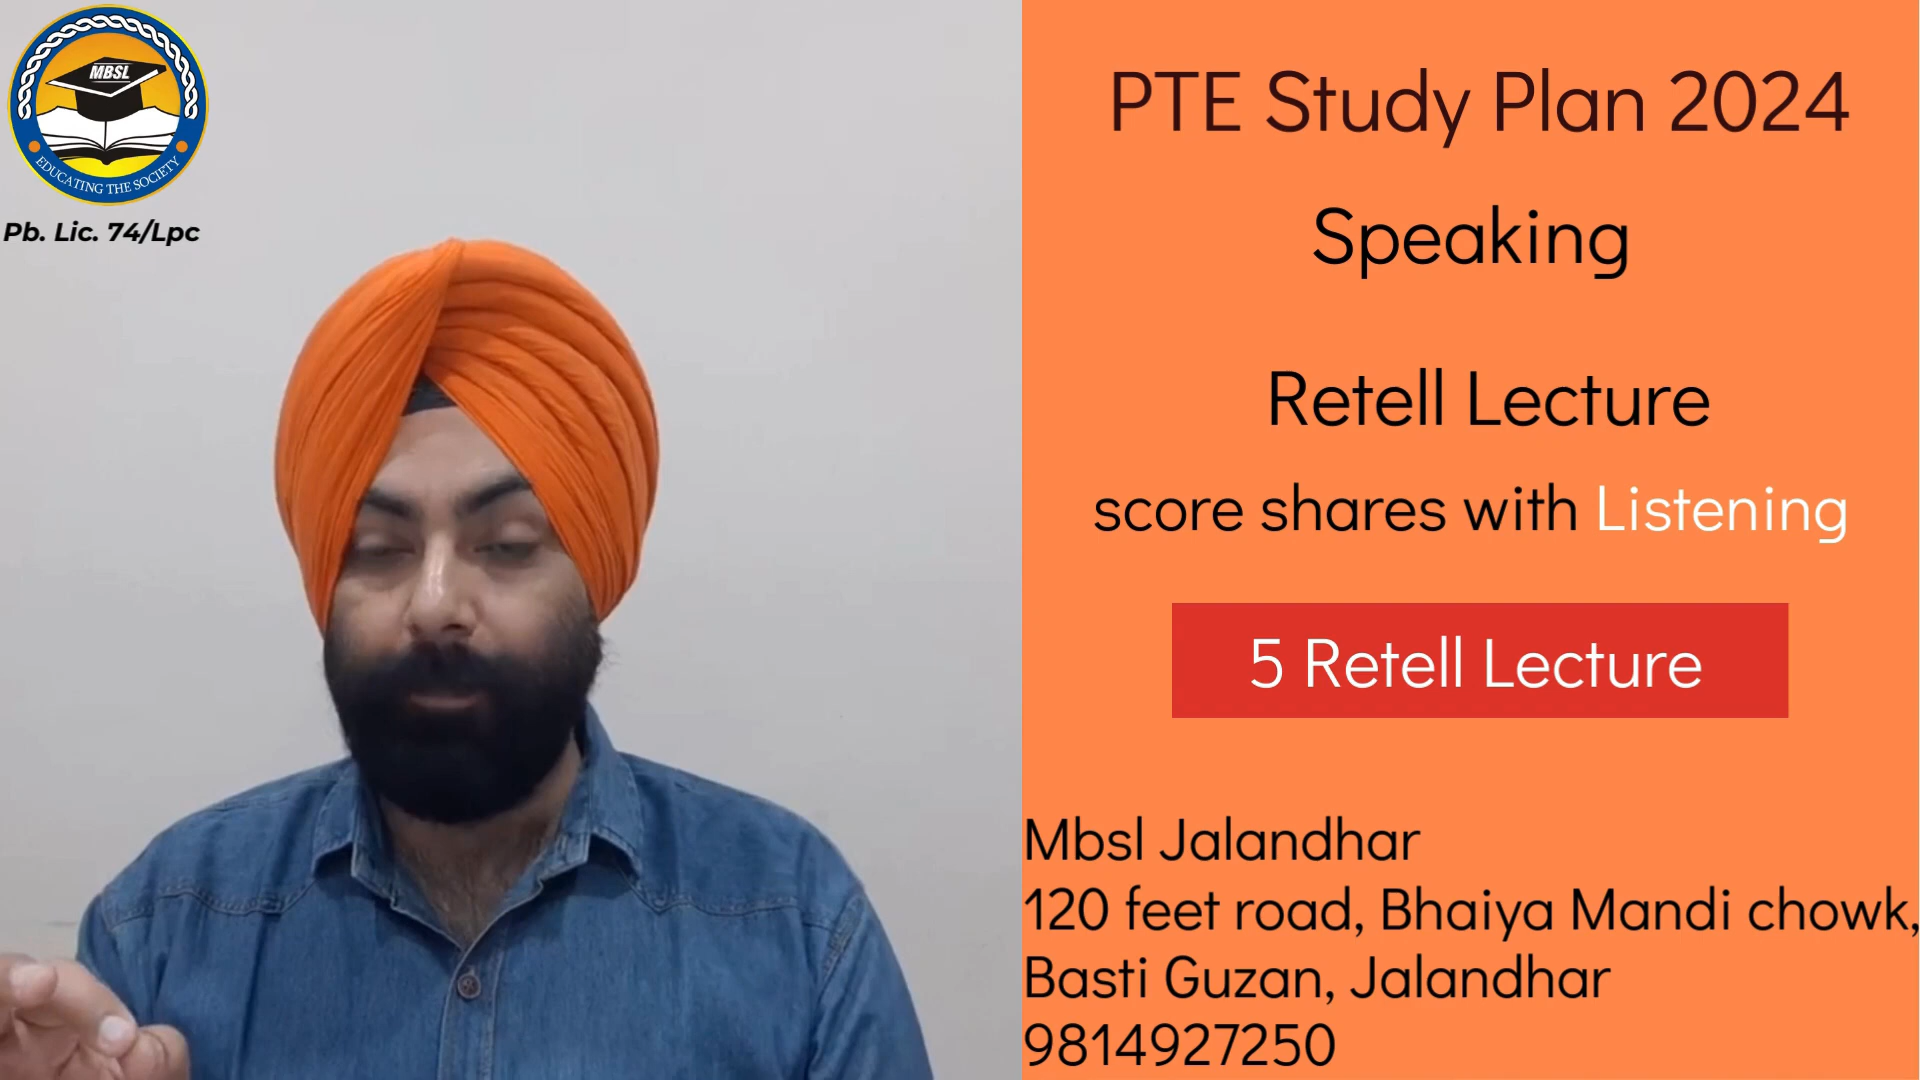 MBSL
EDUCATING THE SOCIETY
Pb. Lic. 74/Lpc
PTE Study Plan 2024
Speaking
Retell Lecture
score shares with Listening
5 Retell Lecture
Mbsl Jalandhar
120 feet road, Bhaiya Mandi chowk,
Basti Guzan, Jalandhar
9814927250